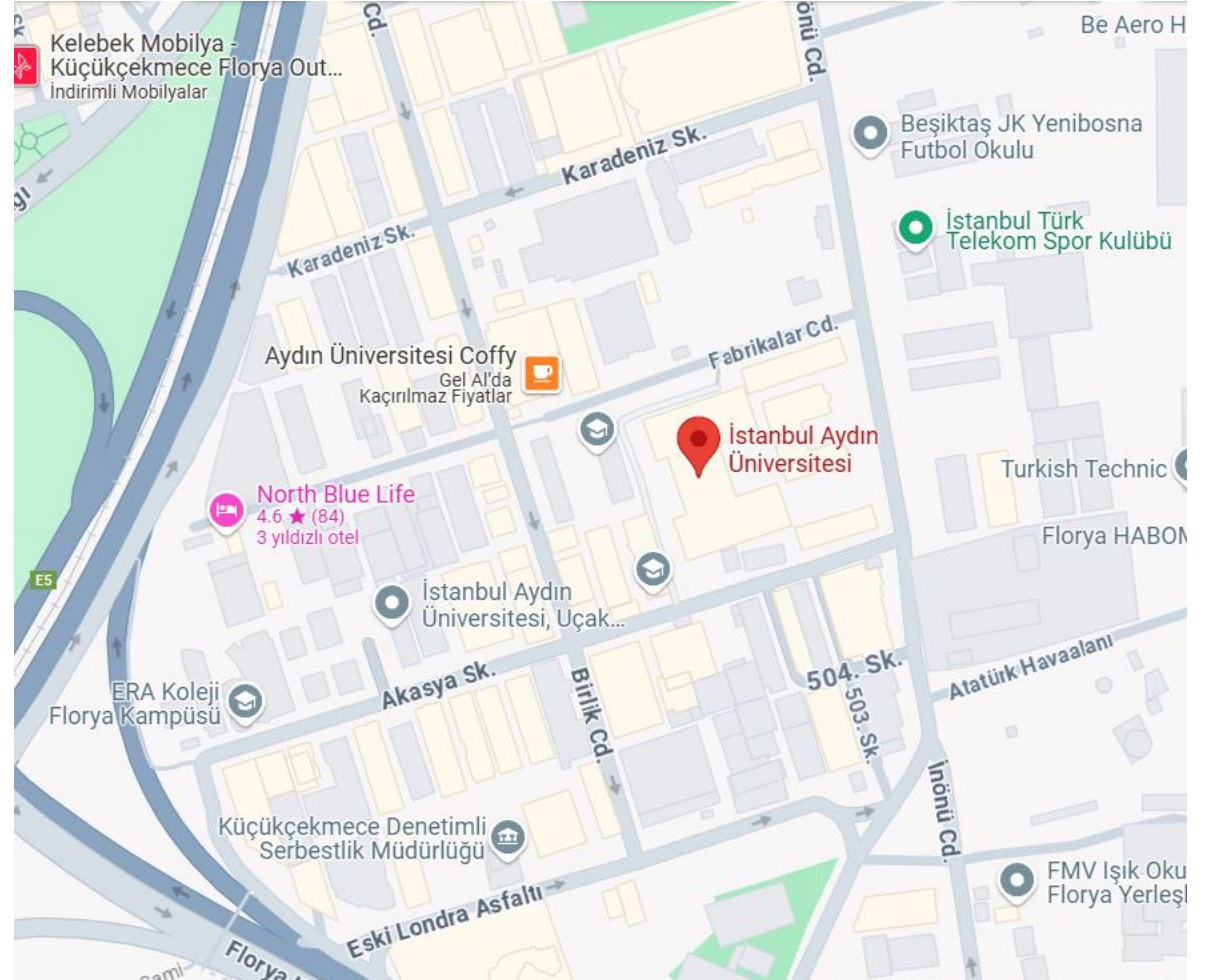 Cd.
İnönü Cd.
Be Aero H
Kelebek Mobilya -
Küçükçekmece Florya Out...
İndirimli Mobilyalar
Beşiktaş JK Yenibosna
Futbol Okulu
Karadeniz Sk.
İstanbul Türk
Telekom Spor Kulübü
Karadeniz Sk.
Fabrikalar Cd.
Aydın Üniversitesi Coffy
Gel Al'da
Kaçırılmaz Fiyatlar
İstanbul Aydın
Üniversitesi
Turkish Technic
North Blue Life
4.6 ★ (84)
3 yıldızlı otel
Florya HABOM
E5
İstanbul Aydın
Üniversitesi, Uçak...
Akasya Sk.
Birlik Cd.
504. Sk.
503. Sk.
Atatürk Havaalanı
ERA Koleji
Florya Kampüsü
İnönü Cd.
Küçükçekmece Denetimli
Serbestlik Müdürlüğü
FMV Işık Oku
Florya Yerleş
Eski Londra Asfaltı
Florya